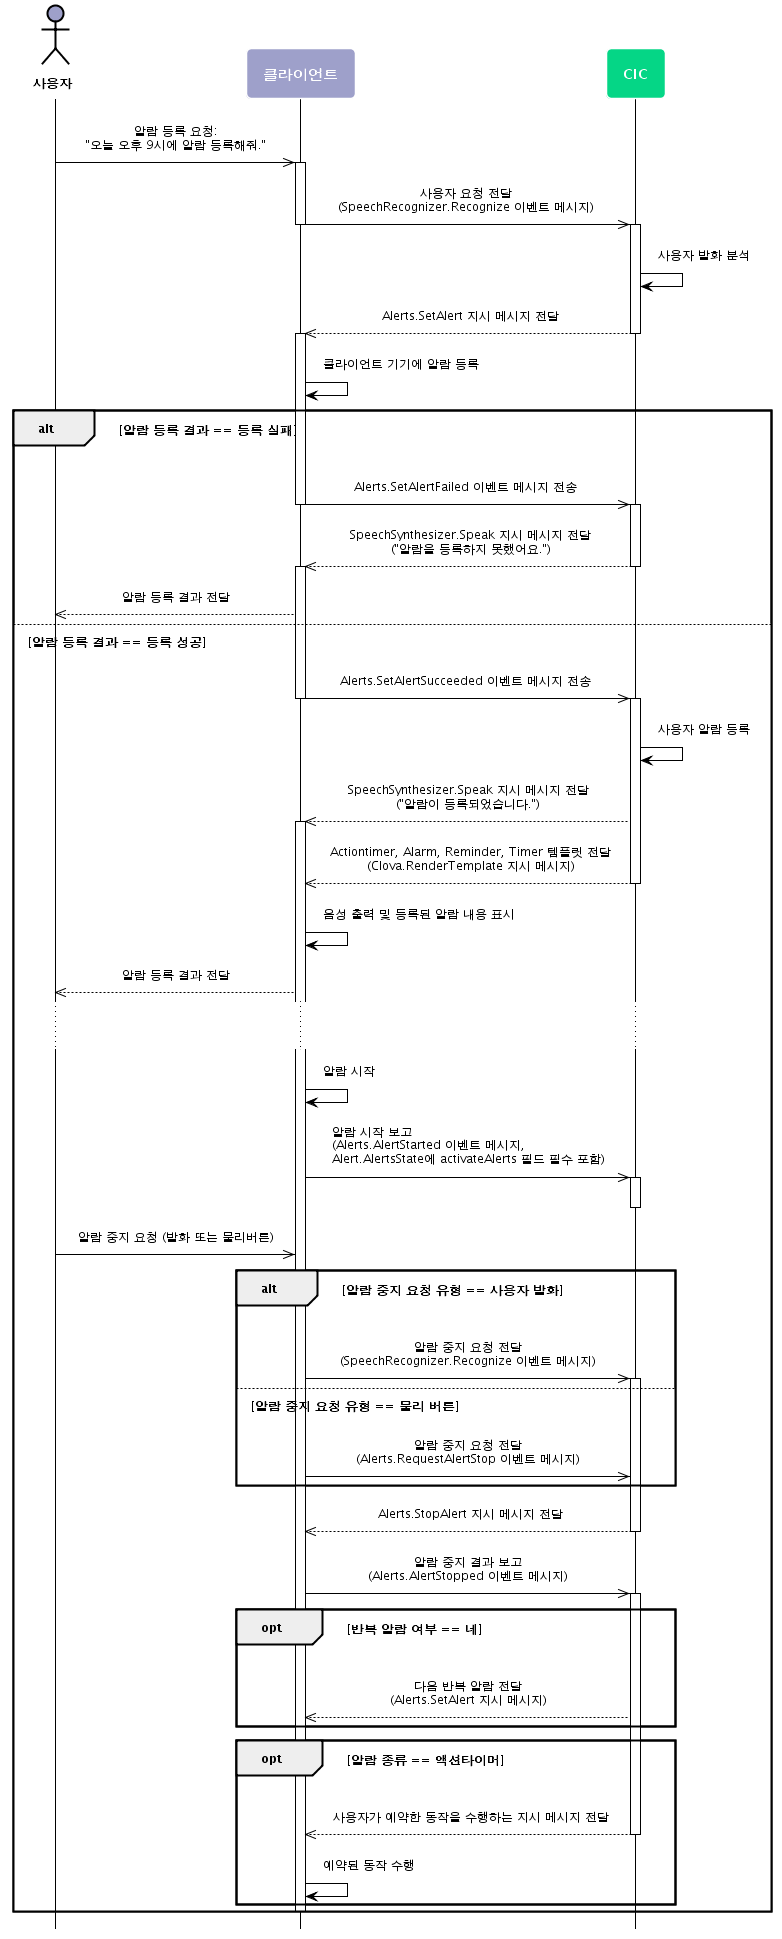 사용자
클라이언트
CIC
알람 등록 요청:
"오늘 오후 9시에 알람 등록해줘."
사용자 요청 전달
(SpeechRecognizer.Recognize 이벤트 메시지)
사용자 발화 분석
Alerts.SetAlert 지시 메시지 전달
클라이언트 기기에 알람 등록
alt
[알람 등록 결과 == 등록 실패]
Alerts.SetAlertFailed 이벤트 메시지 전송
SpeechSynthesizer.Speak 지시 메시지 전달
("알람을 등록하지 못했어요.")
알람 등록 결과 전달
[알람 등록 결과 == 등록 성공]
Alerts.SetAlertSucceeded 이벤트 메시지 전송
사용자 알람 등록
SpeechSynthesizer.Speak 지시 메시지 전달
("알람이 등록되었습니다.")
Actiontimer, Alarm, Reminder, Timer 템플릿 전달
(Clova.RenderTemplate 지시 메시지)
음성 출력 및 등록된 알람 내용 표시
알람 등록 결과 전달
알람 시작
알람 시작 보고
(Alerts.AlertStarted 이벤트 메시지,
Alert.AlertsState에 activateAlerts 필드 필수 포함)
알람 중지 요청 (발화 또는 물리버튼)
alt
[알람 중지 요청 유형 == 사용자 발화]
알람 중지 요청 전달
(SpeechRecognizer.Recognize 이벤트 메시지)
[알람 중지 요청 유형 == 물리 버튼]
알람 중지 요청 전달
(Alerts.RequestAlertStop 이벤트 메시지)
Alerts.StopAlert 지시 메시지 전달
알람 중지 결과 보고
(Alerts.AlertStopped 이벤트 메시지)
opt
[반복 알람 여부 == 네]
다음 반복 알람 전달
(Alerts.SetAlert 지시 메시지)
opt
[알람 종류 == 액션타이머]
사용자가 예약한 동작을 수행하는 지시 메시지 전달
예약된 동작 수행